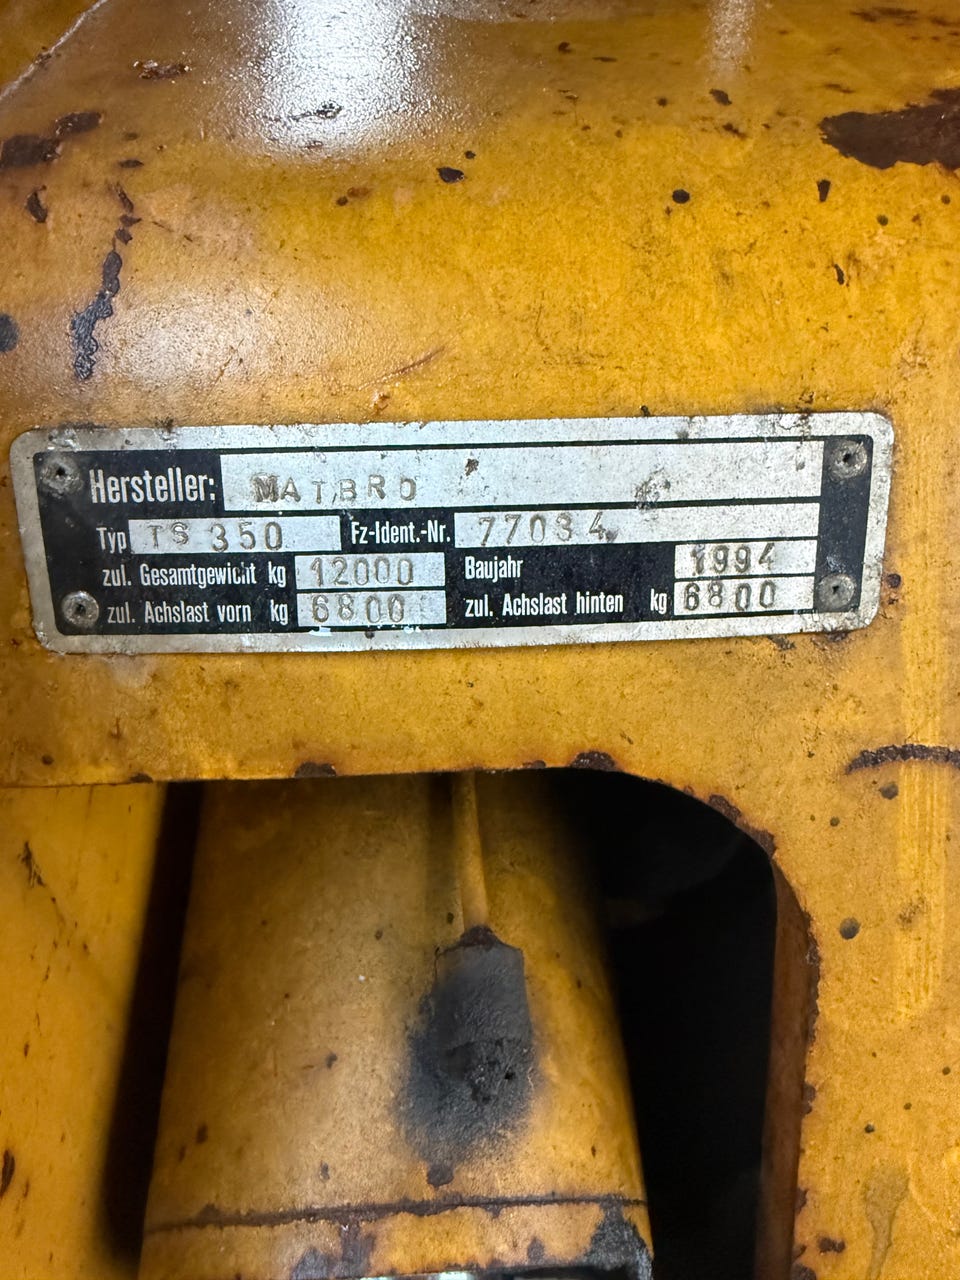 Hersteller: MATBRO
Typ TS 350 Fz-Ident.-Nr. 77034
zul. Gesamtgewicht kg 12000 Baujahr 1994
zul. Achslast vorn kg 6800 zul. Achslast hinten kg 6800